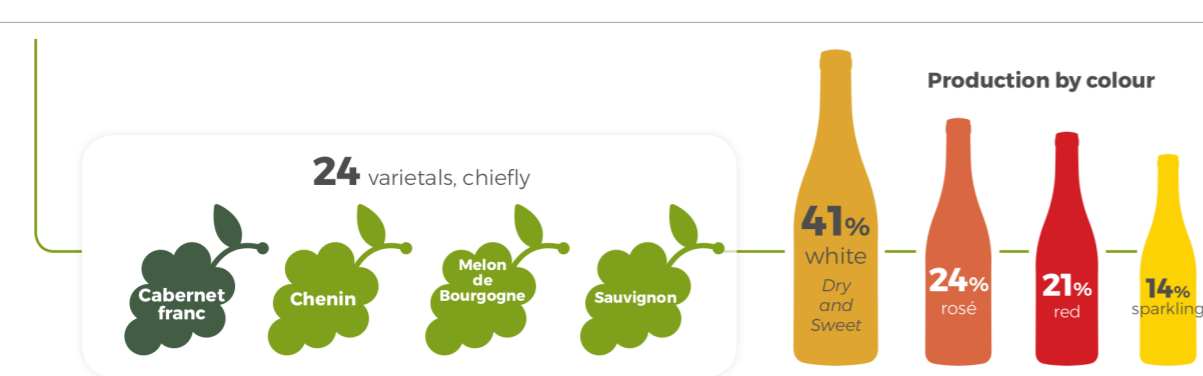 Production by colour
24 varietals, chiefly
Cabernet
franc
Chenin
Melon
de
Bourgogne
Sauvignon
41%
white
Dry
and
Sweet
24%
rosé
21%
red
14%
sparkling